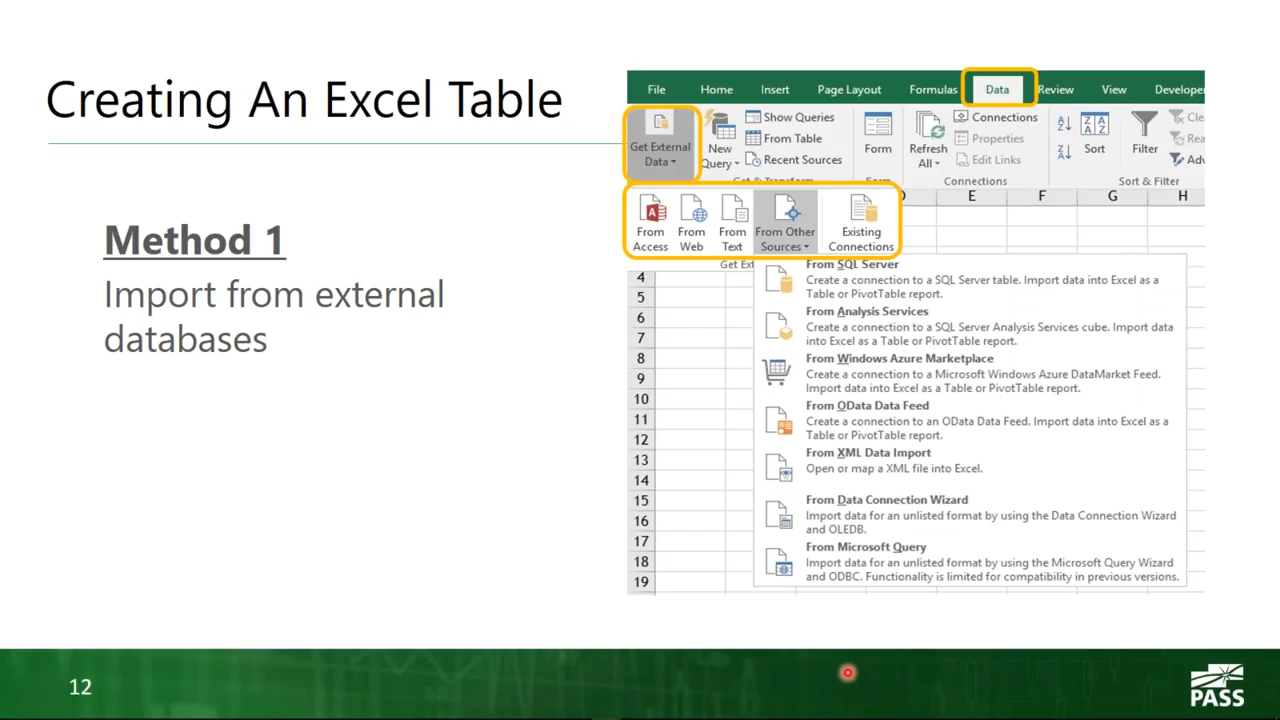 Creating An Excel Table
Method 1
Import from external
databases
File Home Insert Page Layout Formulas Data Review View Developer
Get External
Data
New
Query
Show Queries
From Table
Recent Sources
Get & Transform
Form
Form
Refresh
All
Connections
Properties
Edit Links
Connections
Sort
Filter
Cle
Rea
Adv
Sort & Filter
From
Access
From
Web
From
Text
From Other
Sources
Existing
Connections
Get Ext
D E F G H
4
5
6
7
8
9
10
11
12
13
14
15
16
17
18
19
From SQL Server
Create a connection to a SQL Server table. Import data into Excel as a
Table or PivotTable report.
From Analysis Services
Create a connection to a SQL Server Analysis Services cube. Import data
into Excel as a Table or PivotTable report.
From Windows Azure Marketplace
Create a connection to a Microsoft Windows Azure DataMarket Feed.
Import data into Excel as a Table or PivotTable report.
From OData Data Feed
Create a connection to an OData Data Feed. Import data into Excel as a
Table or PivotTable report.
From XML Data Import
Open or map a XML file into Excel.
From Data Connection Wizard
Import data for an unlisted format by using the Data Connection Wizard
and OLEDB.
From Microsoft Query
Import data for an unlisted format by using the Microsoft Query Wizard
and ODBC. Functionality is limited for compatibility in previous versions.
12
PASS